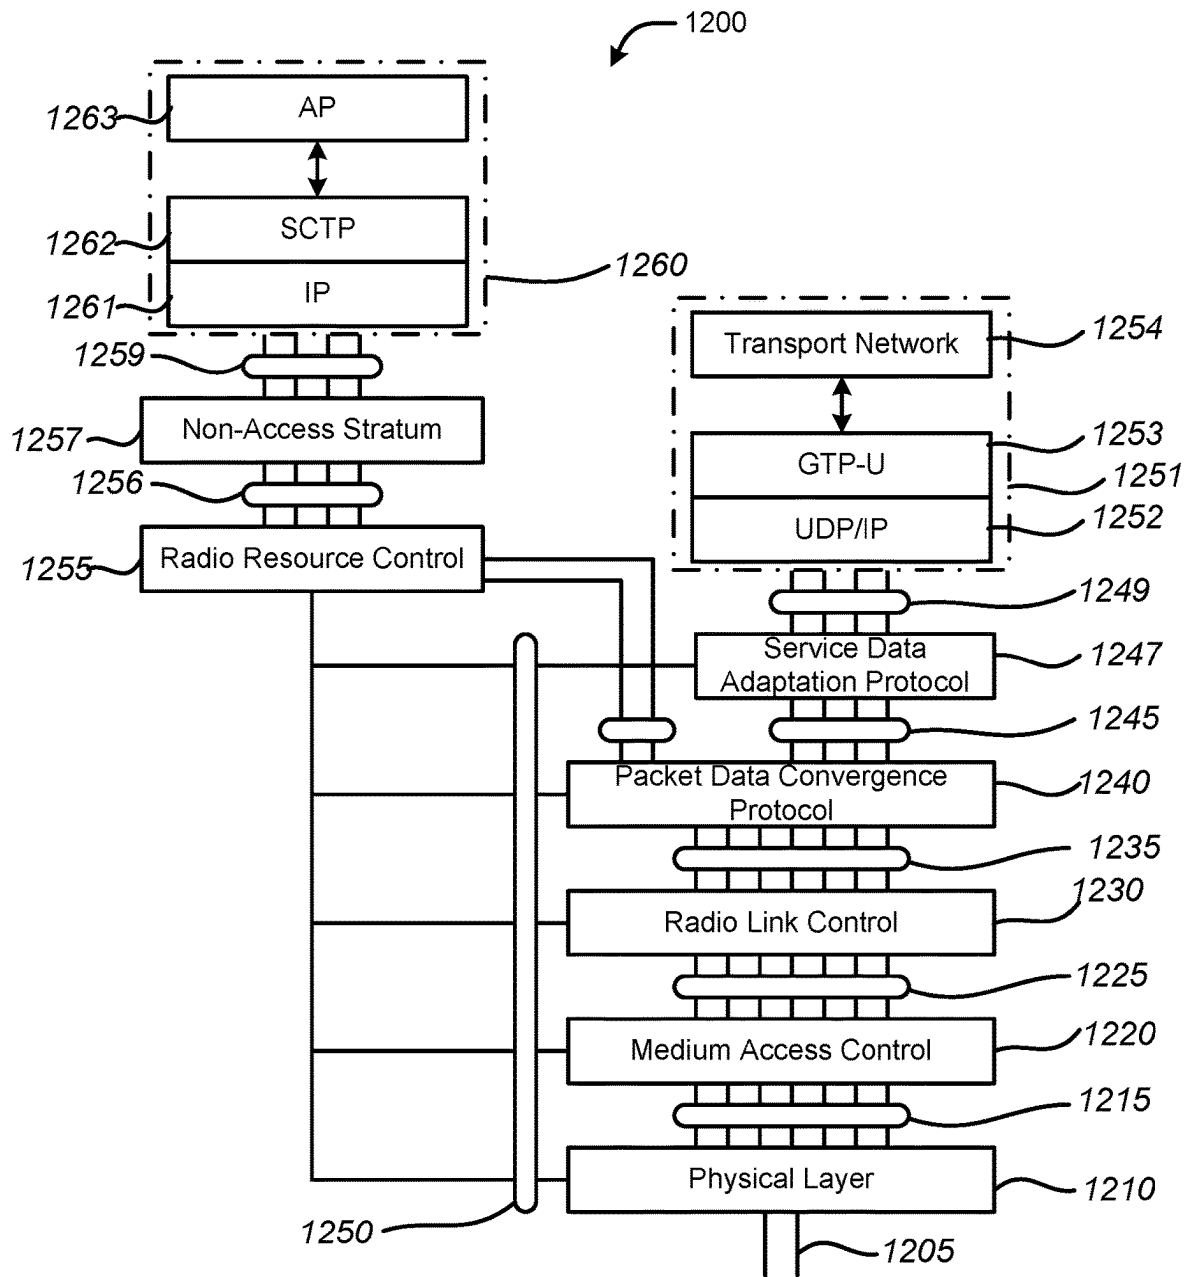 1200
1263
AP
1262
SCTP
1261
IP
1260
1259
Transport Network
1254
1257
Non-Access Stratum
GTP-U
1253
1251
1256
UDP/IP
1252
1255
Radio Resource Control
1249
Service Data
Adaptation Protocol
1247
1245
Packet Data Convergence
Protocol
1240
1235
Radio Link Control
1230
1225
Medium Access Control
1220
1215
Physical Layer
1210
1250
1205